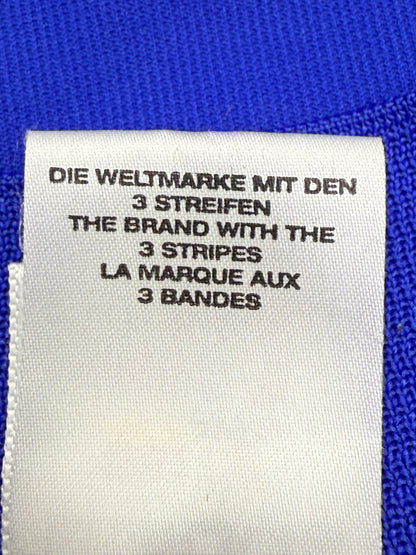 DIE WELTMARKE MIT DEN
3 STREIFEN
THE BRAND WITH THE
3 STRIPES
LA MARQUE AUX
3 BANDES